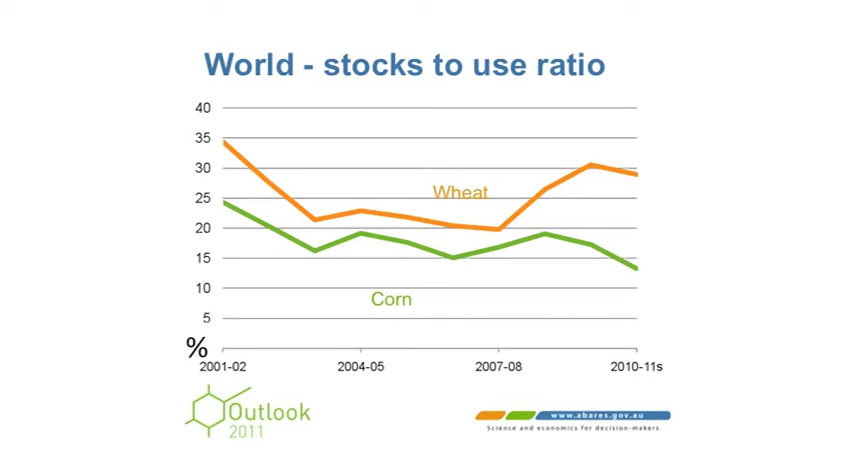 World - stocks to use ratio
40
35
30
25
20
15
10
5
%
Wheat
Corn
2001-02 2004-05 2007-08 2010-11s
Outlook
2011
www.abares.gov.au
Science and economics for decision-makers